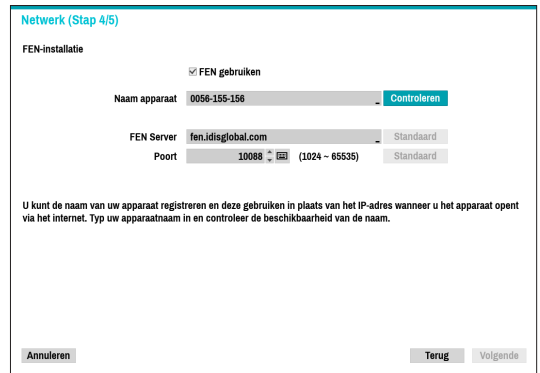 Netwerk (Stap 4/5)
FEN-installatie
FEN gebruiken
Naam apparaat 0056-155-156 Controleren
FEN Server fen.idisglobal.com Standaard
Poort 10088 (1024 ~ 65535) Standaard
U kunt de naam van uw apparaat registreren en deze gebruiken in plaats van het IP-adres wanneer u het apparaat opent
via het internet. Typ uw apparaatnaam in en controleer de beschikbaarheid van de naam.
Annuleren Terug Volgende